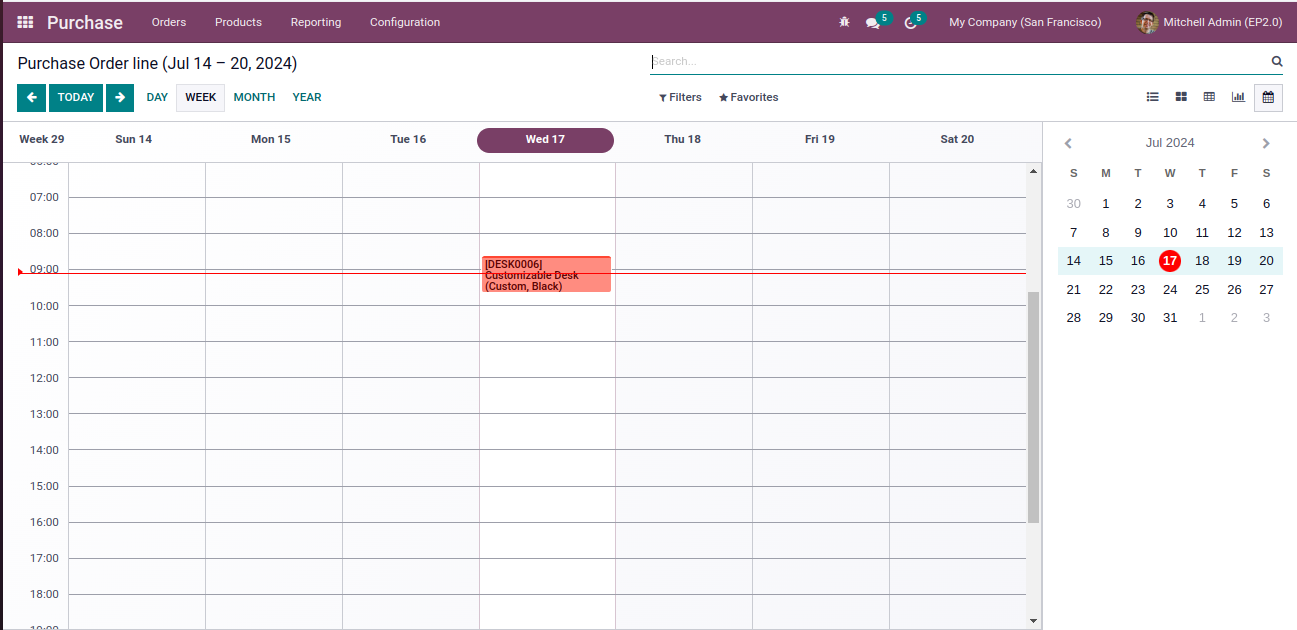 Purchase Orders Products Reporting Configuration 5 5 My Company (San Francisco) Mitchell Admin (EP2.0)
Purchase Order line (Jul 14 – 20, 2024)
Search...
TODAY DAY WEEK MONTH YEAR
Filters Favorites
Week 29 Sun 14 Mon 15 Tue 16 Wed 17 Thu 18 Fri 19 Sat 20
07:00
08:00
09:00
10:00
11:00
12:00
13:00
14:00
15:00
16:00
17:00
18:00
[DESK0006]
Customizable Desk
(Custom, Black)
Jul 2024
S M T W T F S
30 1 2 3 4 5 6
7 8 9 10 11 12 13
14 15 16 17 18 19 20
21 22 23 24 25 26 27
28 29 30 31 1 2 3